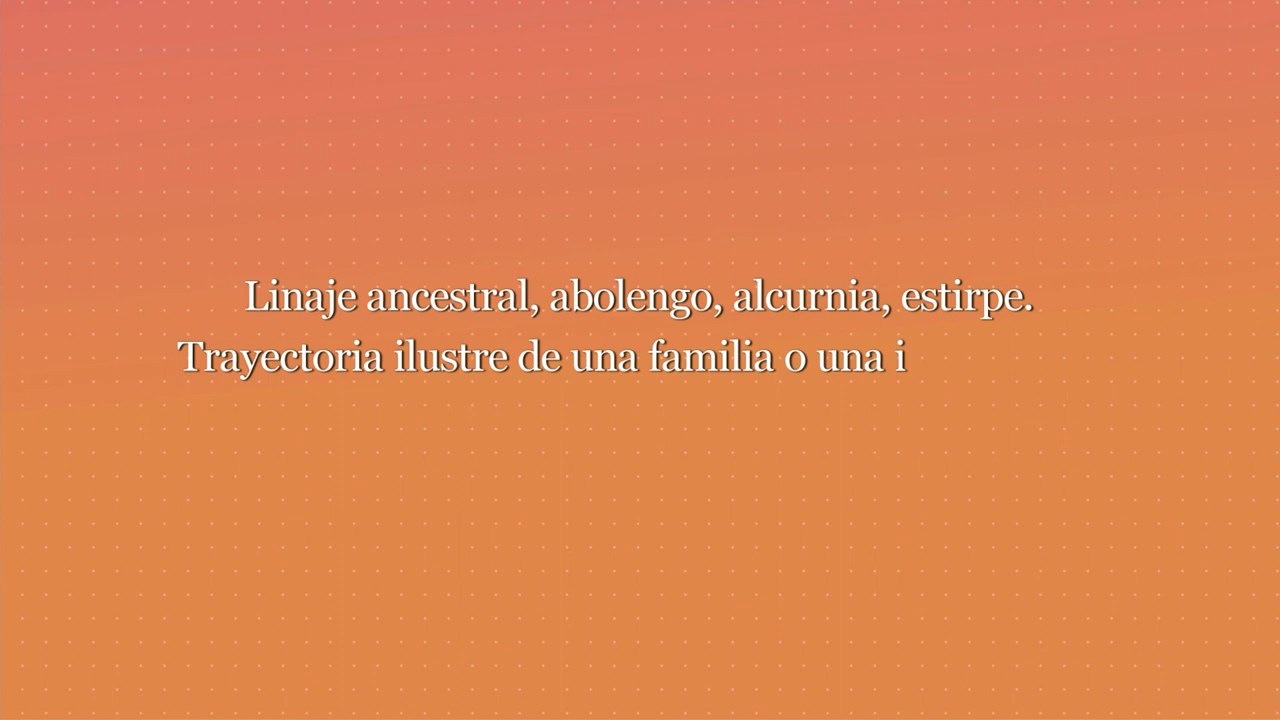 Linaje ancestral, abolengo, alcurnia, estirpe.
Trayectoria ilustre de una familia o una i